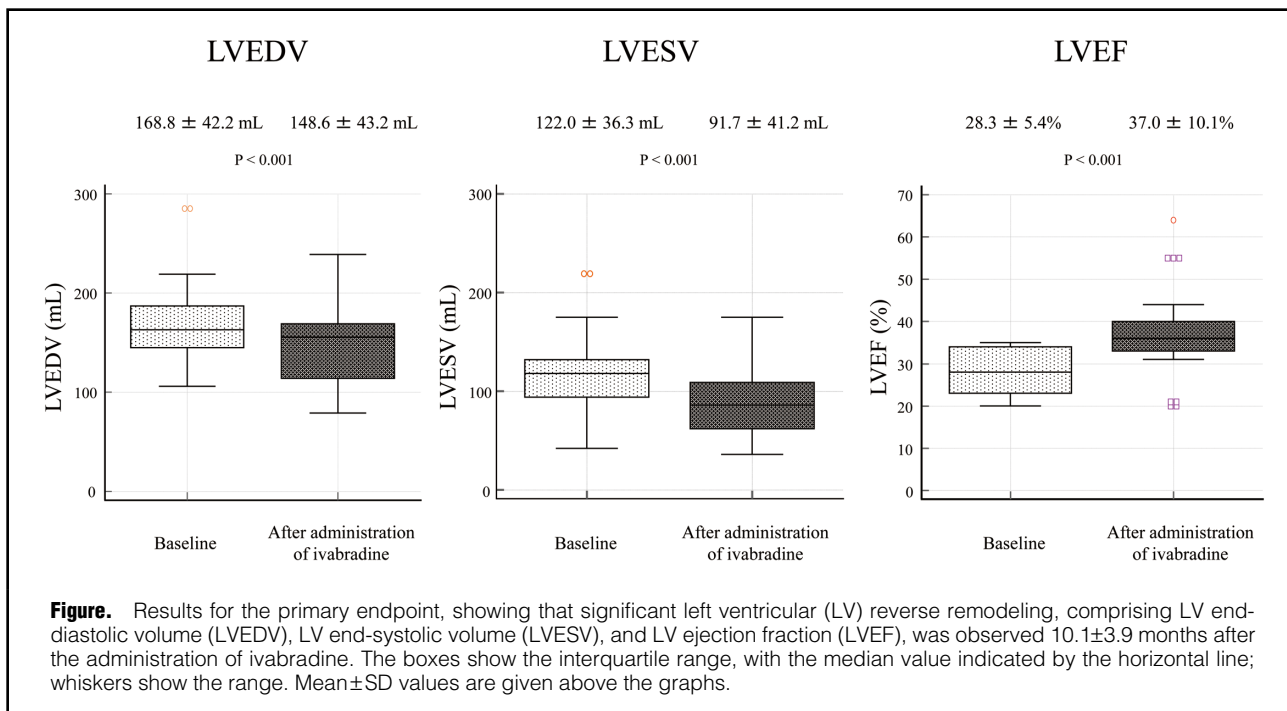 LVEDV
168.8 ± 42.2 mL 148.6 ± 43.2 mL
P < 0.001
LVEDV (mL)
300
200
100
0
Baseline
After administration
of ivabradine
LVESV
122.0 ± 36.3 mL 91.7 ± 41.2 mL
P < 0.001
LVESV (mL)
300
200
100
0
Baseline
After administration
of ivabradine
LVEF
28.3 ± 5.4% 37.0 ± 10.1%
P < 0.001
LVEF (%)
70
60
50
40
30
20
10
0
Baseline
After administration
of ivabradine
Figure. Results for the primary endpoint, showing that significant left ventricular (LV) reverse remodeling, comprising LV end-
diastolic volume (LVEDV), LV end-systolic volume (LVESV), and LV ejection fraction (LVEF), was observed 10.1±3.9 months after
the administration of ivabradine. The boxes show the interquartile range, with the median value indicated by the horizontal line;
whiskers show the range. Mean±SD values are given above the graphs.